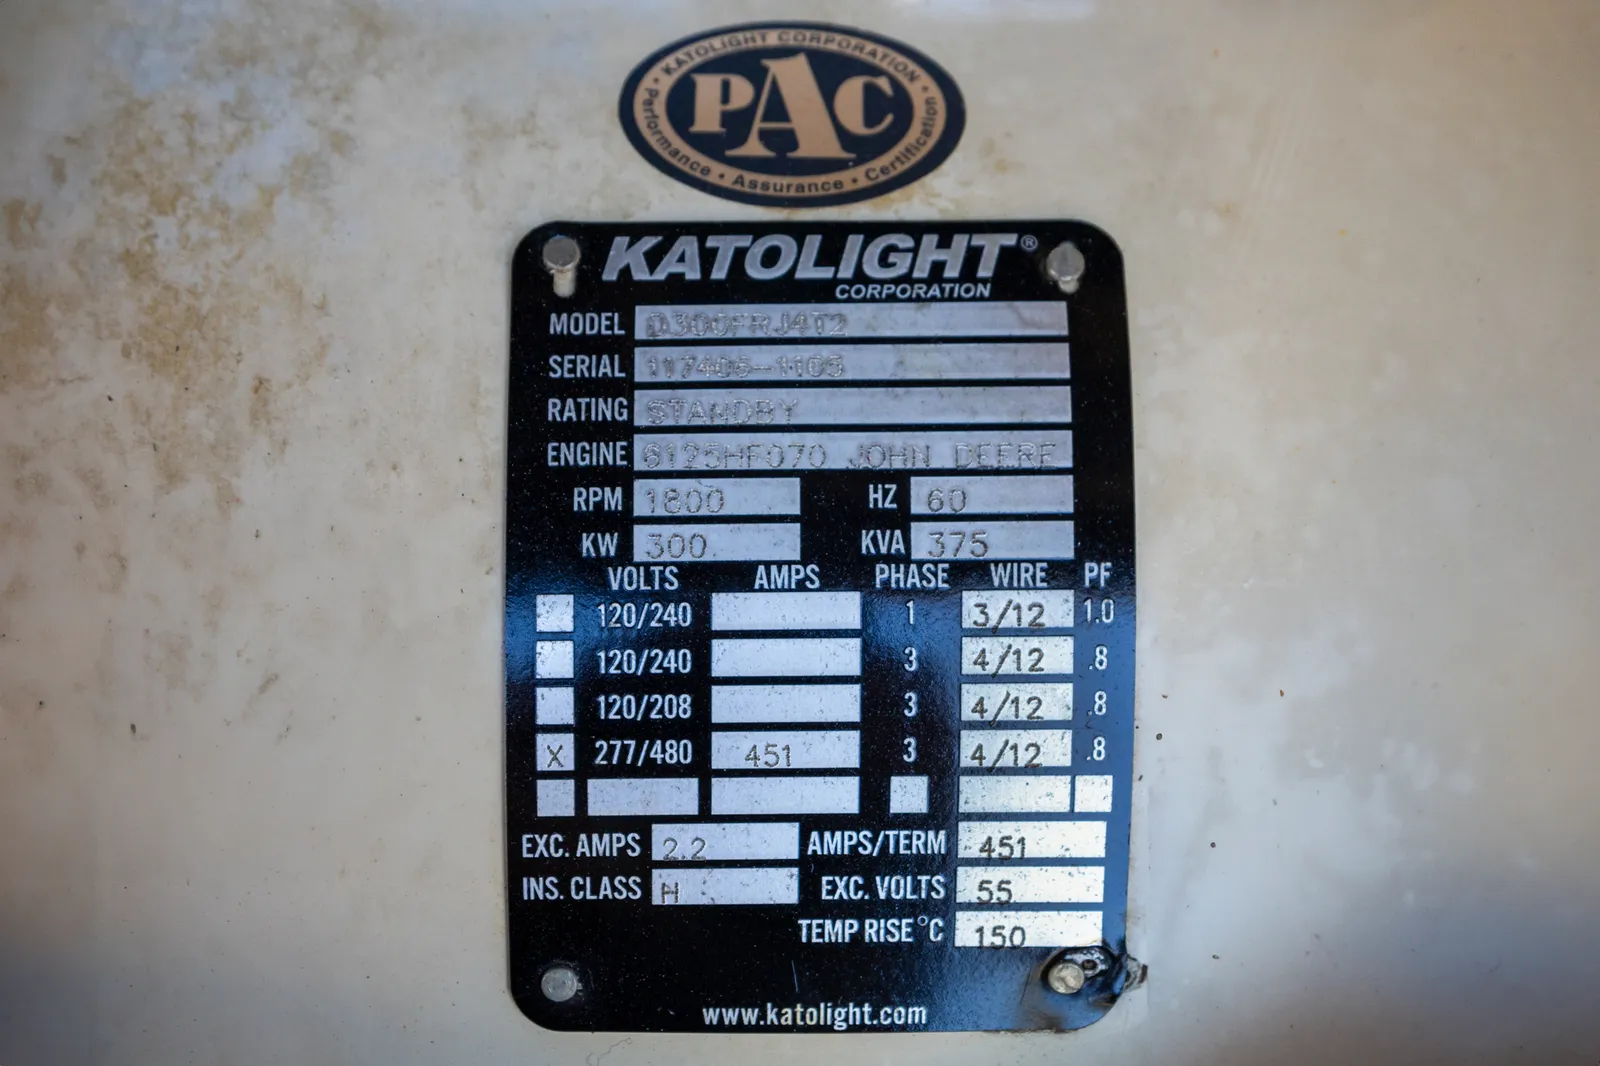 KATOLIGHT CORPORATION
PAC
Performance • Assurance • Certification
KATOLIGHT®
CORPORATION
MODEL D300FRJ4T2
SERIAL 117406-1105
RATING STANDBY
ENGINE 6125HF070 JOHN DEERE
RPM 1800 HZ 60
KW 300 KVA 375
VOLTS AMPS PHASE WIRE PF
120/240 1 3/12 1.0
120/240 3 4/12 .8
120/208 3 4/12 .8
X 277/480 451 3 4/12 .8
EXC. AMPS 2.2 AMPS/TERM 451
INS. CLASS H EXC. VOLTS 55
TEMP RISE °C 150
www.katolight.com